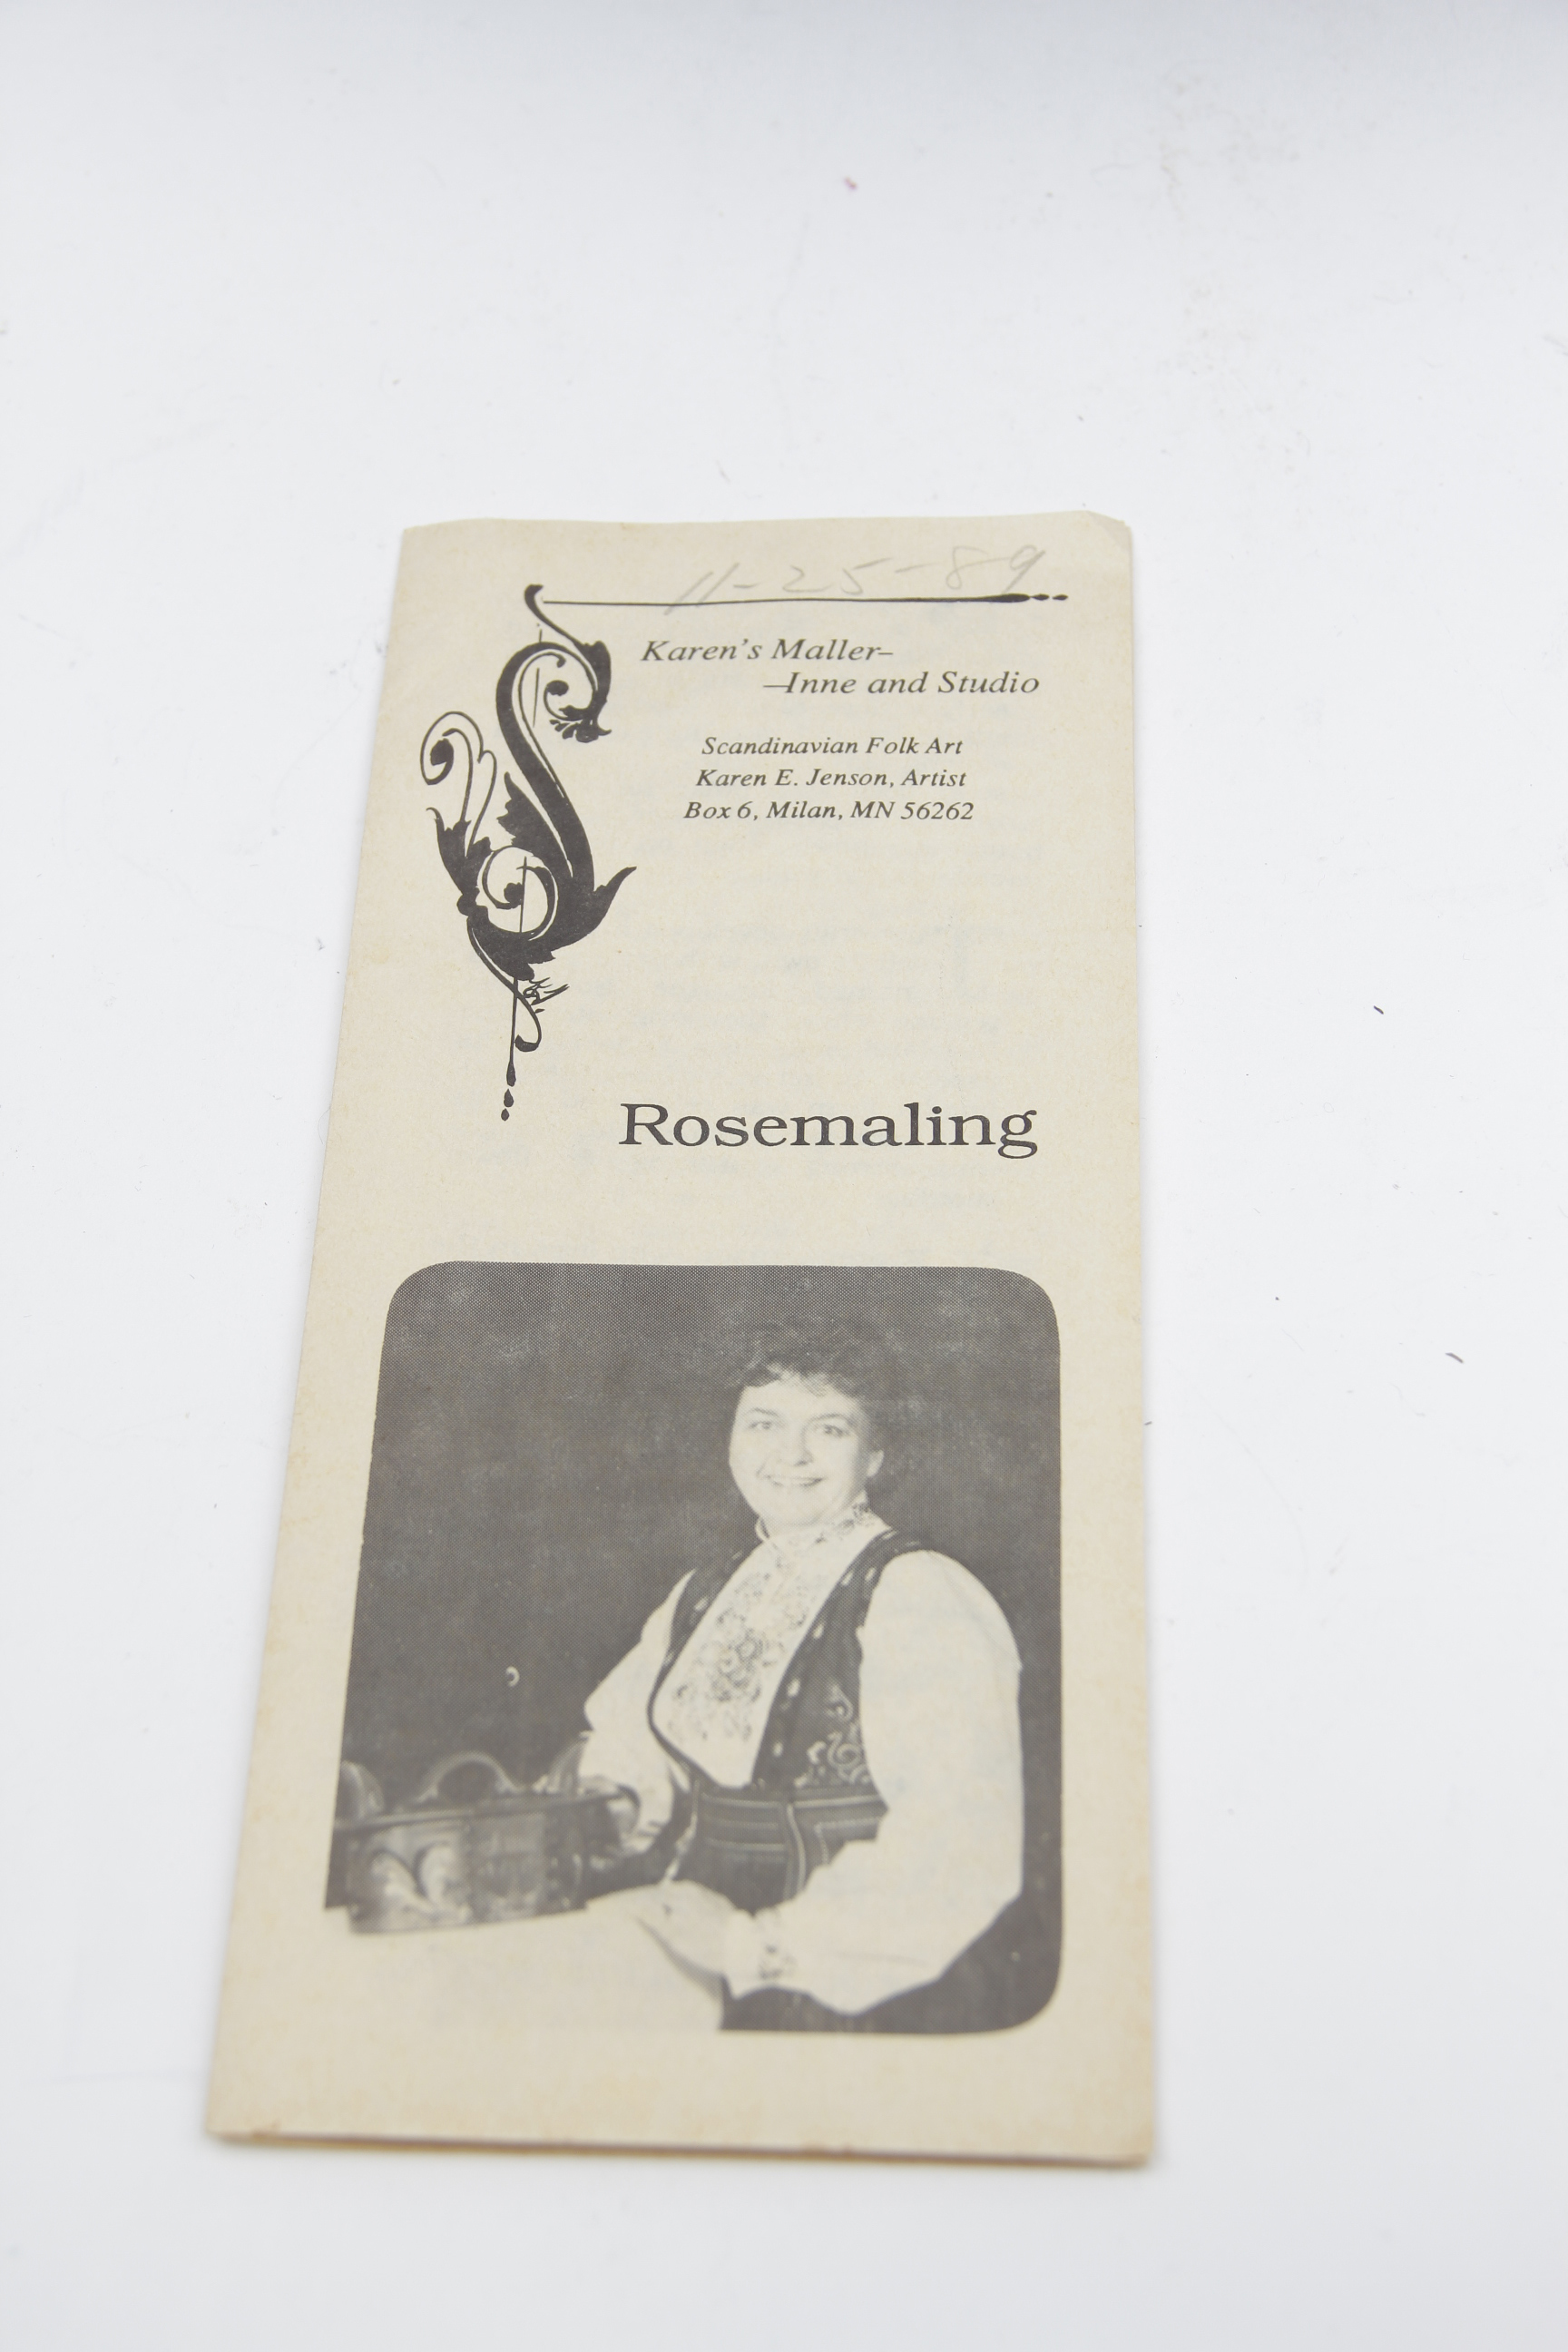 11-25-89
Karen's Maller–
—Inne and Studio
Scandinavian Folk Art
Karen E. Jenson, Artist
Box 6, Milan, MN 56262
Rosemaling